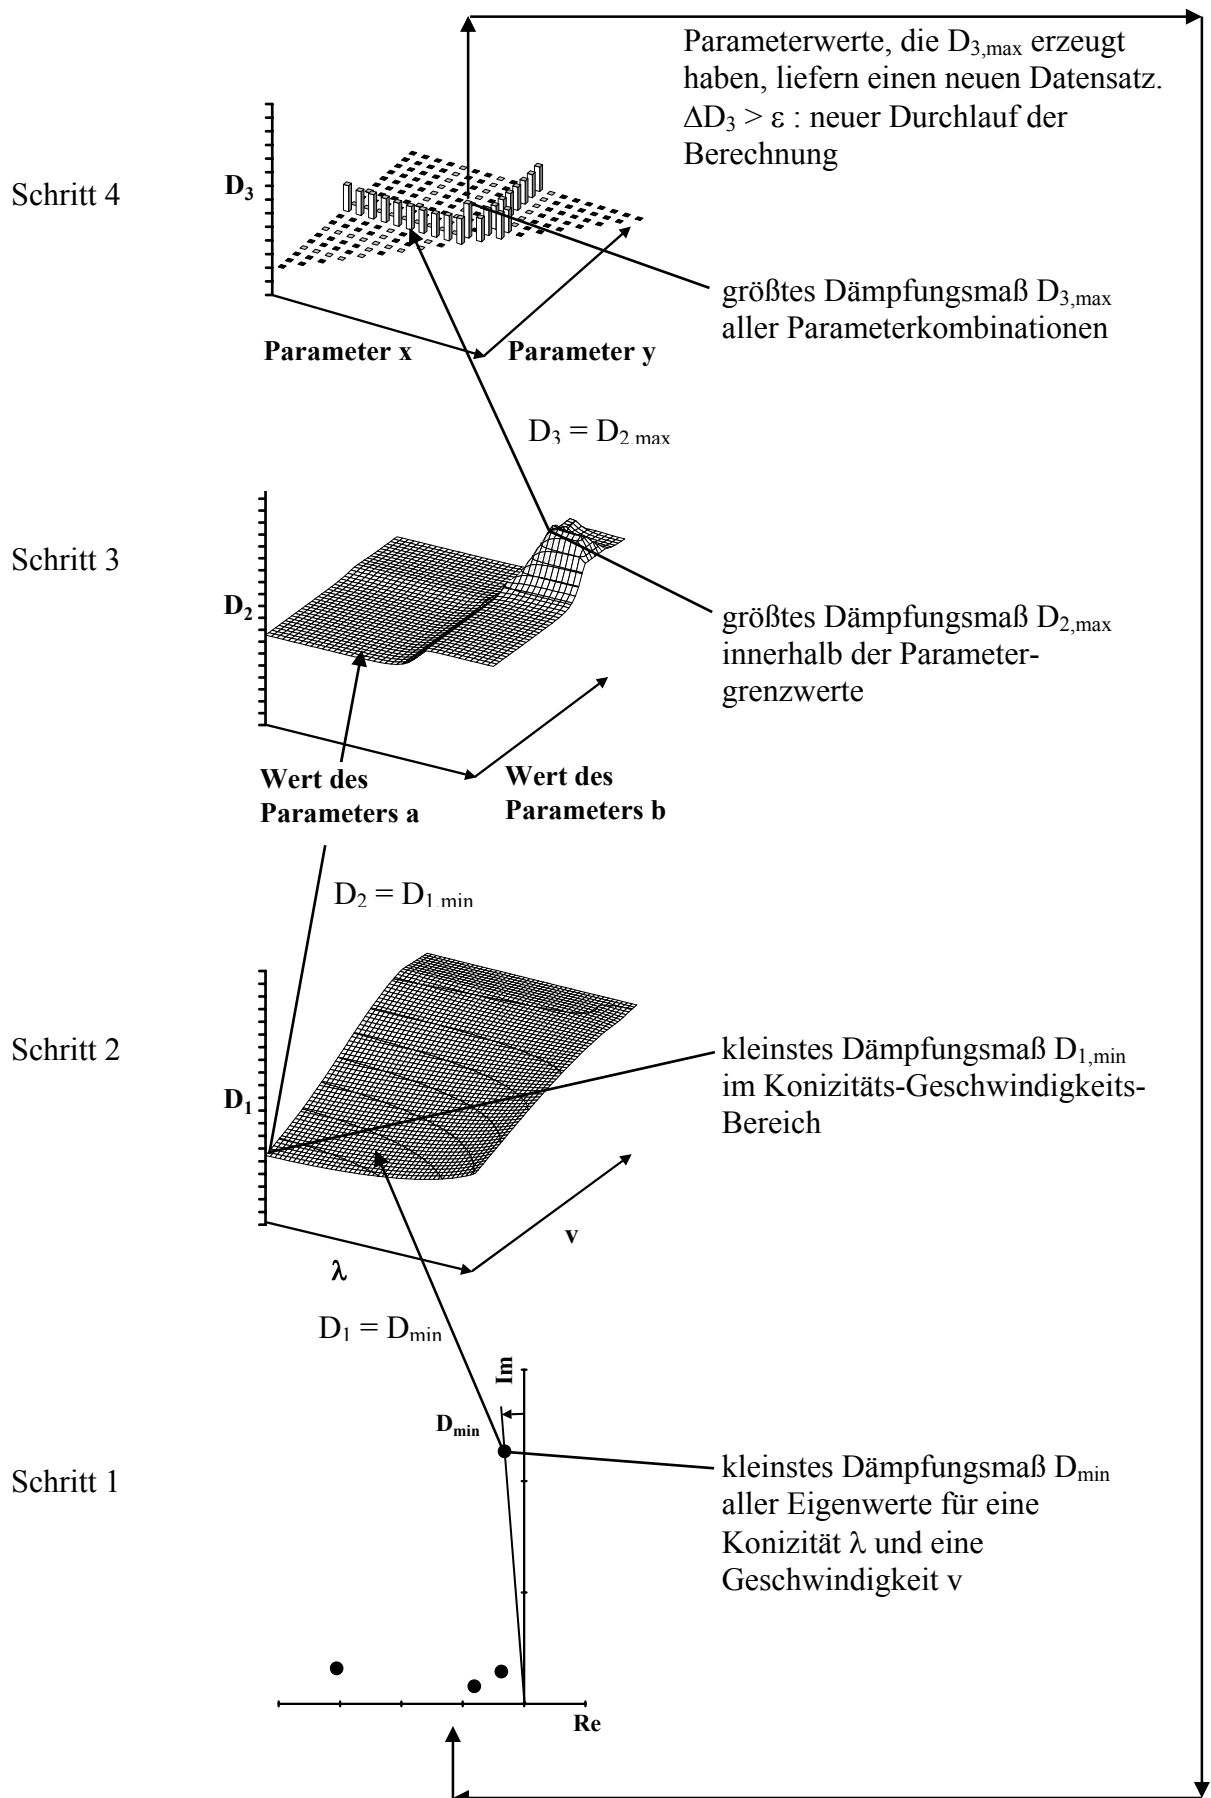 Parameterwerte, die D3,max erzeugt
haben, liefern einen neuen Datensatz.
ΔD3 > ε : neuer Durchlauf der
Berechnung
Schritt 4
D3
größtes Dämpfungsmaß D3,max
aller Parameterkombinationen
Parameter x
Parameter y
D3 = D2,max
Schritt 3
D2
größtes Dämpfungsmaß D2,max
innerhalb der Parameter-
grenzwerte
Wert des
Parameters a
Wert des
Parameters b
D2 = D1,min
Schritt 2
D1
kleinstes Dämpfungsmaß D1,min
im Konizitäts-Geschwindigkeits-
Bereich
v
λ
D1 = Dmin
Im
Dmin
Schritt 1
kleinstes Dämpfungsmaß Dmin
aller Eigenwerte für eine
Konizität λ und eine
Geschwindigkeit v
Re